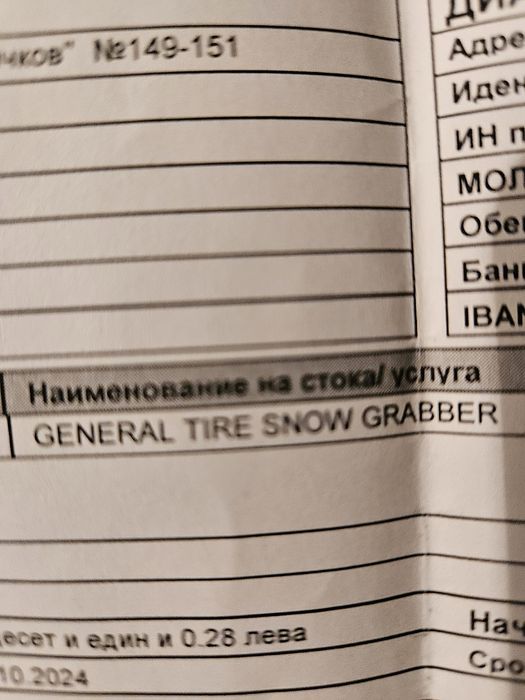 №149-151
Адре
Иден
ИН п
МОЛ
Обе
Бан
IBAN
Наименование на стока/ услуга
GENERAL TIRE SNOW GRABBER
есет и един и 0.28 лева
Нач
10.2024
Сро